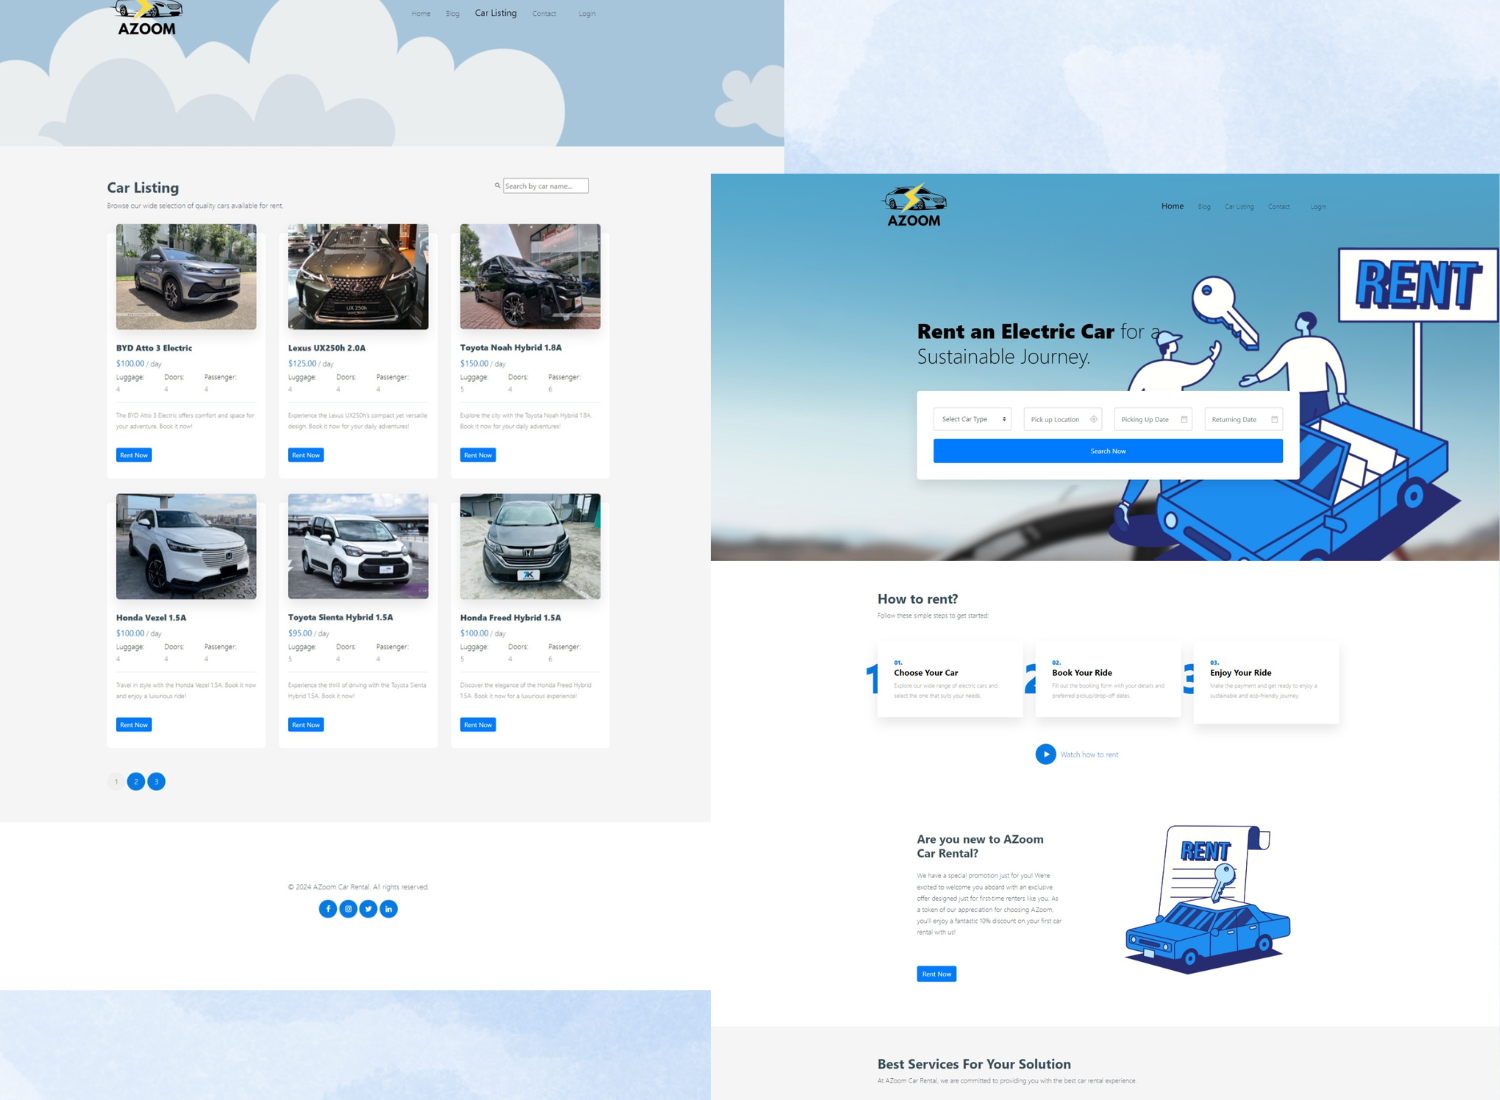 AZOOM
Home Blog Car Listing Contact Login
Car Listing
Browse our wide selection of quality cars available for rent.
Search by car name...
BYD Atto 3 Electric
$100.00 / day
Luggage: Doors: Passenger:
4 4 4
The BYD Atto 3 Electric offers comfort and space for
your adventure. Book it now!
Rent Now
UX 250h
Lexus UX250h 2.0A
$125.00 / day
Luggage: Doors: Passenger:
4 4 4
Experience the Lexus UX250h's compact yet versatile
design. Book it now for your daily adventures!
Rent Now
Toyota Noah Hybrid 1.8A
$150.00 / day
Luggage: Doors: Passenger:
5 4 6
Explore the city with the Toyota Noah Hybrid 1.8A.
Book it now for your daily adventures!
Rent Now
Honda Vezel 1.5A
$100.00 / day
Luggage: Doors: Passenger:
4 4 4
Travel in style with the Honda Vezel 1.5A. Book it now
and enjoy a luxurious ride!
Rent Now
Toyota Sienta Hybrid 1.5A
$95.00 / day
Luggage: Doors: Passenger:
5 4 4
Experience the thrill of driving with the Toyota Sienta
Hybrid 1.5A. Book it now!
Rent Now
Honda Freed Hybrid 1.5A
$100.00 / day
Luggage: Doors: Passenger:
5 4 6
Discover the elegance of the Honda Freed Hybrid
1.5A. Book it now for a luxurious experience!
Rent Now
1 2 3
© 2024 AZoom Car Rental. All rights reserved.
AZOOM
Home Blog Car Listing Contact Login
RENT
Rent an Electric Car for a
Sustainable Journey.
Select Car Type Pick up Location Picking Up Date Returning Date
Search Now
How to rent?
Follow these simple steps to get started:
1
01.
Choose Your Car
Explore our wide range of electric cars and
select the one that suits your needs.
2
02.
Book Your Ride
Fill out the booking form with your details and
preferred pickup/drop-off dates.
3
03.
Enjoy Your Ride
Make the payment and get ready to enjoy a
sustainable and eco-friendly journey.
Watch how to rent
Are you new to AZoom
Car Rental?
We have a special promotion just for you! We're
excited to welcome you aboard with an exclusive
offer designed just for first-time renters like you. As
a token of our appreciation for choosing AZoom,
you'll enjoy a fantastic 10% discount on your first car
rental with us!
Rent Now
RENT
Best Services For Your Solution
At AZoom Car Rental, we are committed to providing you with the best car rental experience